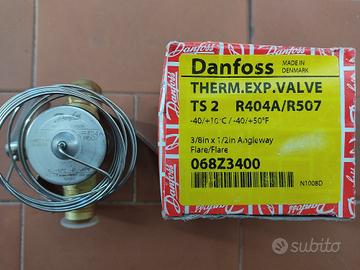 Danfoss
MADE IN
DENMARK
THERM.EXP.VALVE
TS 2 R404A/R507
-40/+10°C / -40/+50°F
3/8in x 1/2in Angleway
Flare/Flare
068Z3400
N1008D
subito